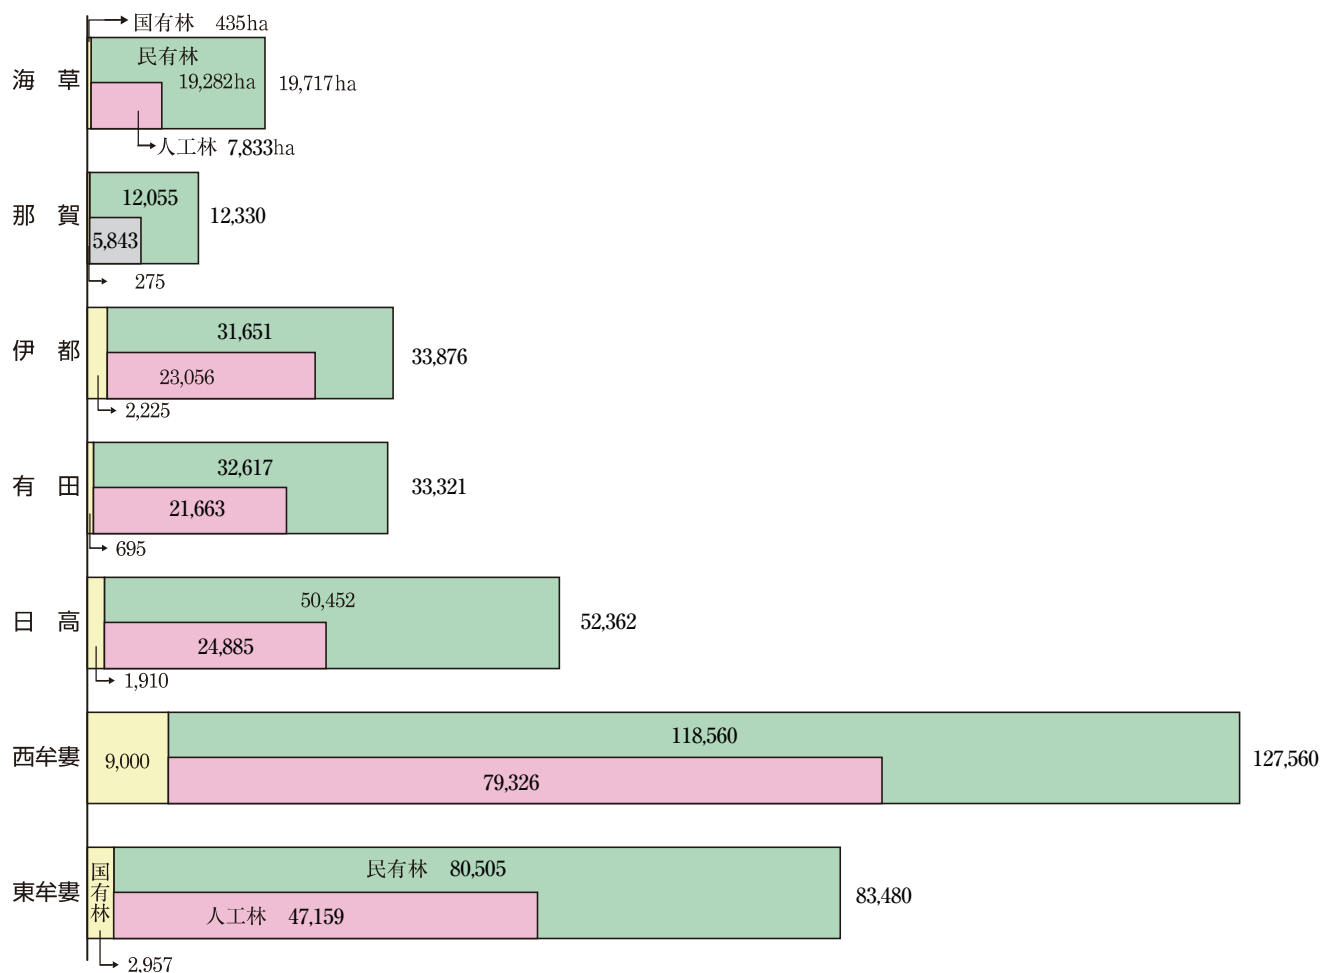 国有林 435ha
民有林
19,282ha
海草
19,717ha
人工林 7,833ha
12,055
那賀
12,330
5,843
275
31,651
伊都
33,876
23,056
2,225
32,617
有田
33,321
21,663
695
50,452
日高
52,362
24,885
1,910
118,560
西牟婁
9,000
127,560
79,326
国有林
民有林 80,505
東牟婁
83,480
人工林 47,159
2,957